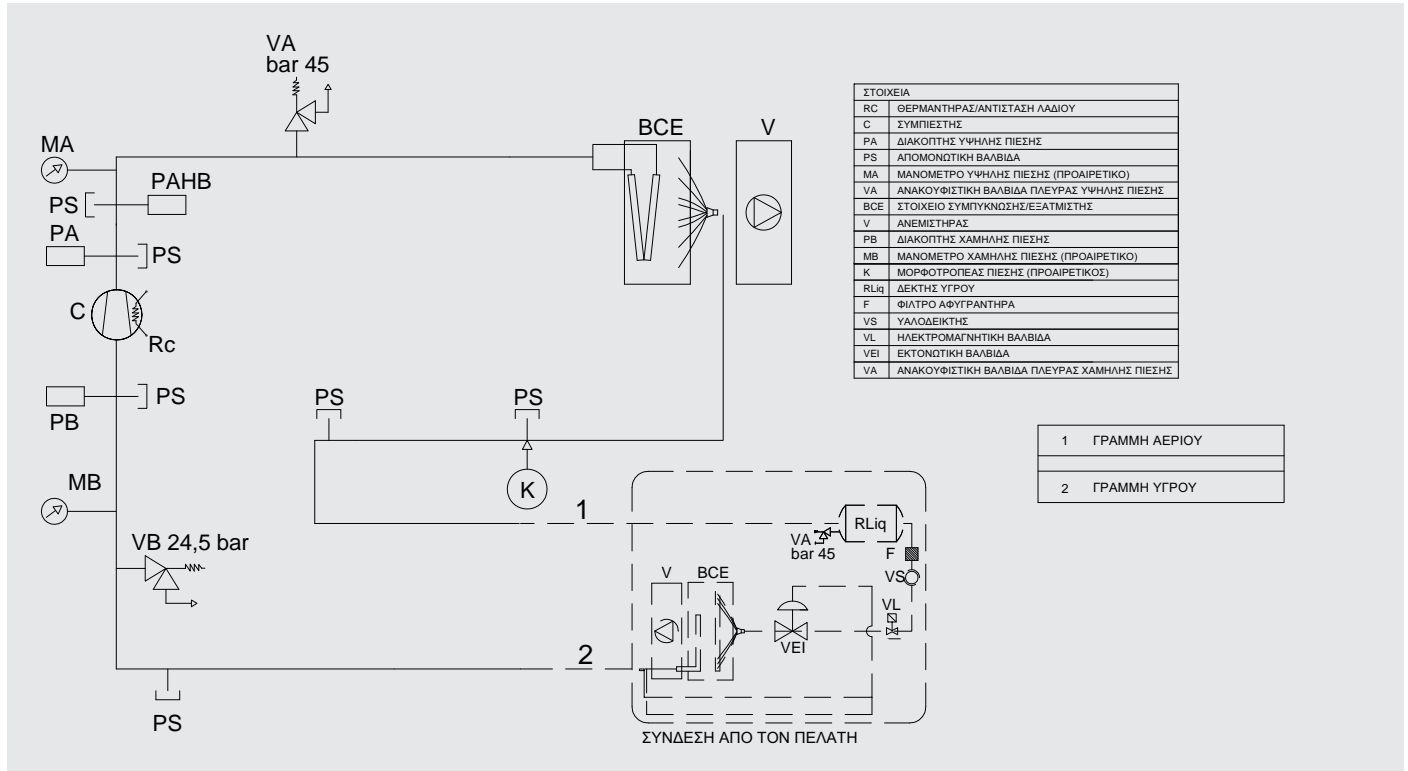 VA
bar 45
MA
PAHB
PS
PA
PS
C
Rc
PB
PS
MB
VB 24,5 bar
PS
BCE
V
PS
PS
K
1
2
VA
bar 45
RLiq
F
VS
VL
V
BCE
VEI
ΣΥΝΔΕΣΗ ΑΠΟ ΤΟΝ ΠΕΛΑΤΗ
ΣΤΟΙΧΕΙΑ
RC ΘΕΡΜΑΝΤΗΡΑΣ/ΑΝΤΙΣΤΑΣΗ ΛΑΔΙΟΥ
C ΣΥΜΠΙΕΣΤΗΣ
PA ΔΙΑΚΟΠΤΗΣ ΥΨΗΛΗΣ ΠΙΕΣΗΣ
PS ΑΠΟΜΟΝΩΤΙΚΗ ΒΑΛΒΙΔΑ
MA ΜΑΝΟΜΕΤΡΟ ΥΨΗΛΗΣ ΠΙΕΣΗΣ (ΠΡΟΑΙΡΕΤΙΚΟ)
VA ΑΝΑΚΟΥΦΙΣΤΙΚΗ ΒΑΛΒΙΔΑ ΠΛΕΥΡΑΣ ΥΨΗΛΗΣ ΠΙΕΣΗΣ
BCE ΣΤΟΙΧΕΙΟ ΣΥΜΠΥΚΝΩΣΗΣ/ΕΞΑΤΜΙΣΤΗΣ
V ΑΝΕΜΙΣΤΗΡΑΣ
PB ΔΙΑΚΟΠΤΗΣ ΧΑΜΗΛΗΣ ΠΙΕΣΗΣ
MB ΜΑΝΟΜΕΤΡΟ ΧΑΜΗΛΗΣ ΠΙΕΣΗΣ (ΠΡΟΑΙΡΕΤΙΚΟ)
K ΜΟΡΦΟΤΡΟΠΕΑΣ ΠΙΕΣΗΣ (ΠΡΟΑΙΡΕΤΙΚΟΣ)
RLiq ΔΕΚΤΗΣ ΥΓΡΟΥ
F ΦΙΛΤΡΟ ΑΦΥΓΡΑΝΤΗΡΑ
VS ΥΑΛΟΔΕΙΚΤΗΣ
VL ΗΛΕΚΤΡΟΜΑΓΝΗΤΙΚΗ ΒΑΛΒΙΔΑ
VEI ΕΚΤΟΝΩΤΙΚΗ ΒΑΛΒΙΔΑ
VA ΑΝΑΚΟΥΦΙΣΤΙΚΗ ΒΑΛΒΙΔΑ ΠΛΕΥΡΑΣ ΧΑΜΗΛΗΣ ΠΙΕΣΗΣ
1 ΓΡΑΜΜΗ ΑΕΡΙΟΥ
2 ΓΡΑΜΜΗ ΥΓΡΟΥ